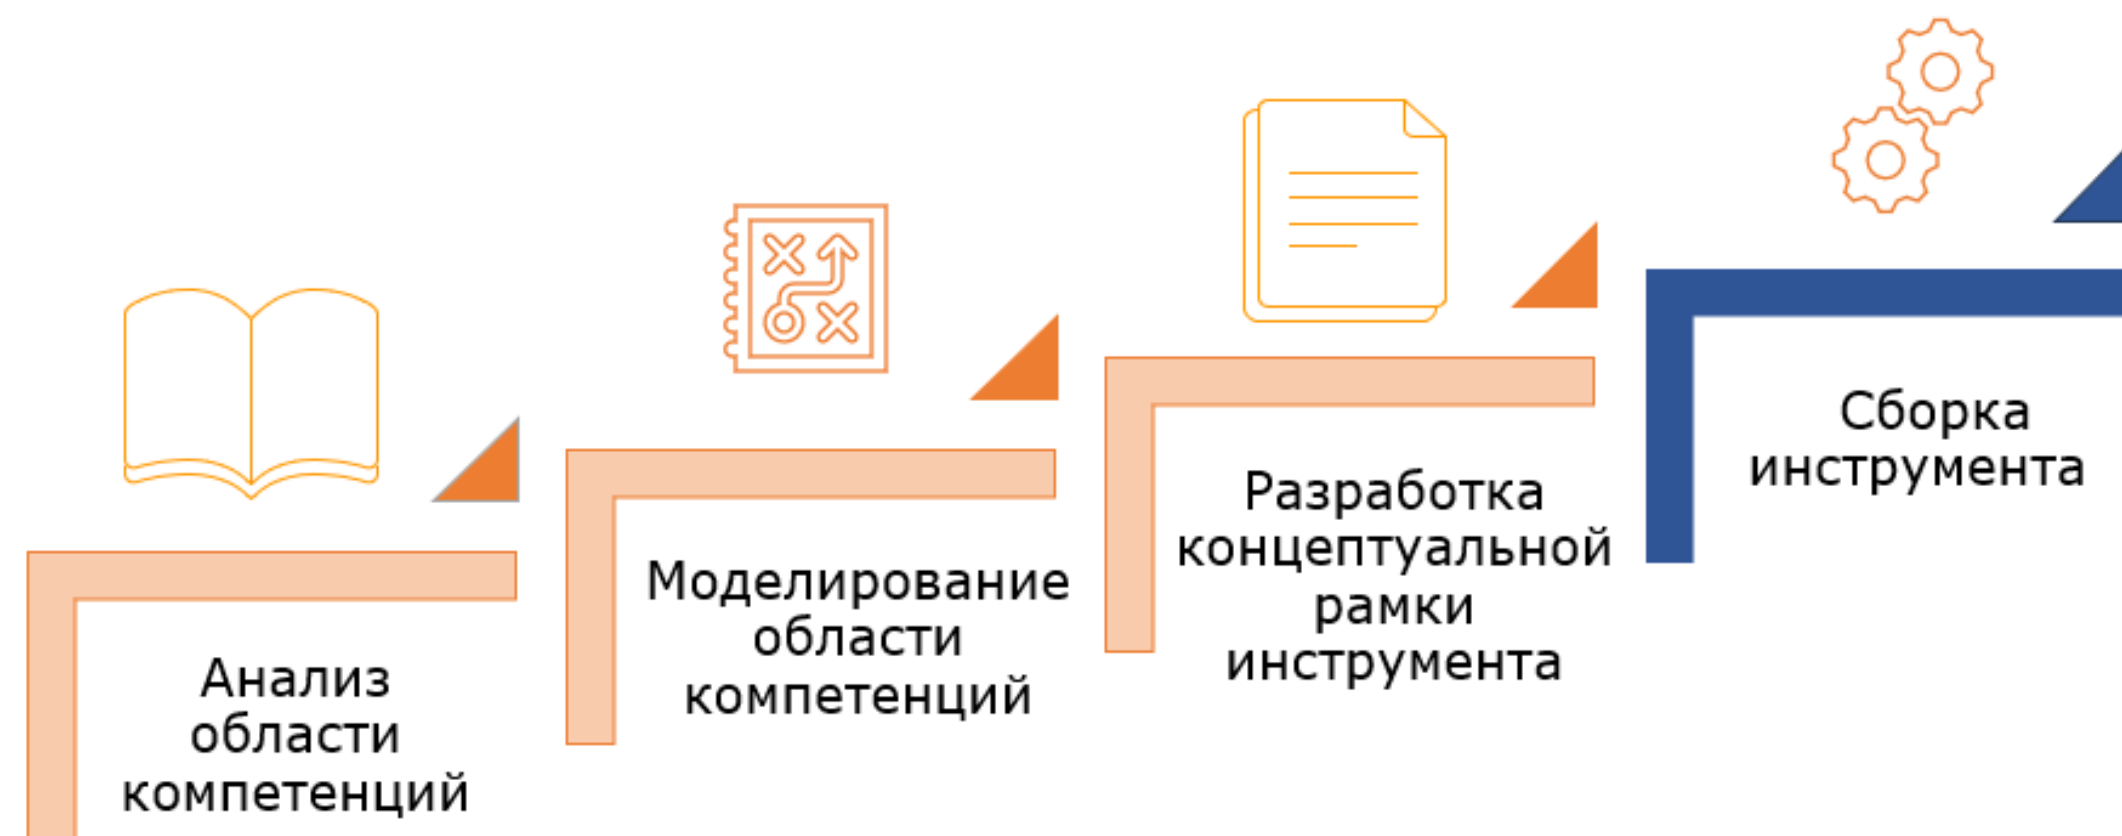 Анализ
области
компетенций
Моделирование
области
компетенций
Разработка
концептуальной
рамки
инструмента
Сборка
инструмента